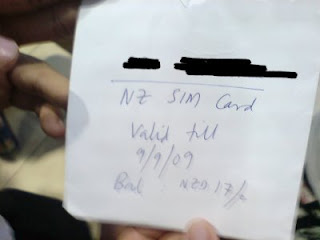 NZ SIM Card
Valid till
9/9/09
Bal : NZD 17/-